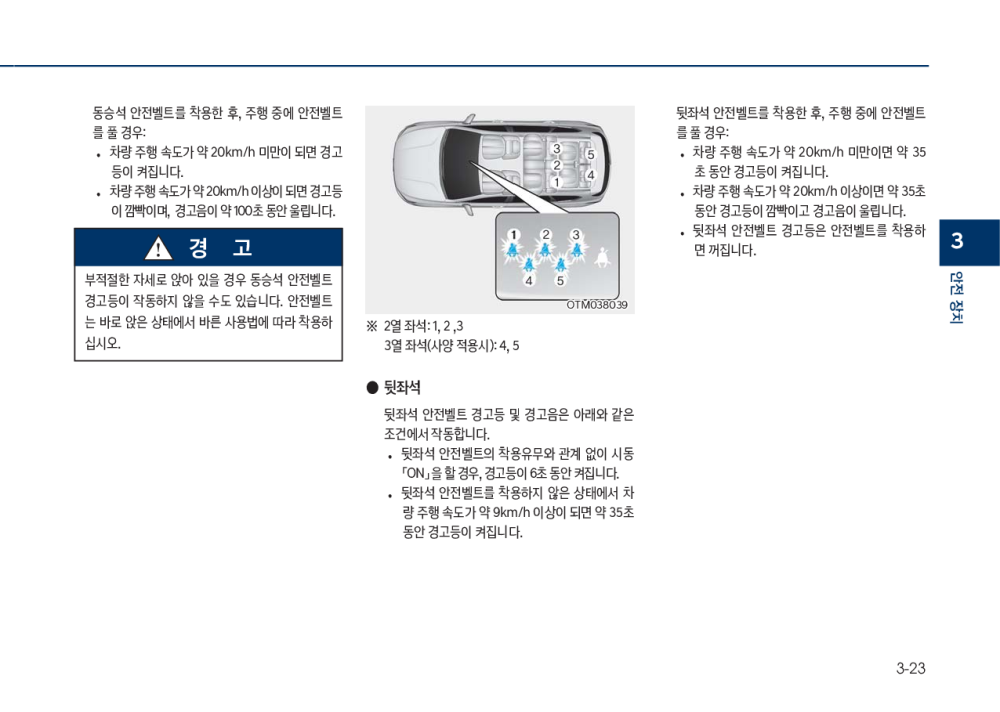 동승석 안전벨트를 착용한 후, 주행 중에 안전벨트
를 풀 경우:
• 차량 주행 속도가 약 20km/h 미만이 되면 경고
등이 켜집니다.
• 차량 주행 속도가 약 20km/h 이상이 되면 경고등
이 깜빡이며, 경고음이 약 100초 동안 울립니다.
경 고
부적절한 자세로 앉아 있을 경우 동승석 안전벨트
경고등이 작동하지 않을 수도 있습니다. 안전벨트
는 바로 앉은 상태에서 바른 사용법에 따라 착용하
십시오.
3
2
1
5
4
1 2 3
4 5
OTM038039
※ 2열 좌석: 1, 2 ,3
3열 좌석(사양 적용시): 4, 5
● 뒷좌석
뒷좌석 안전벨트 경고등 및 경고음은 아래와 같은
조건에서 작동합니다.
• 뒷좌석 안전벨트의 착용유무와 관계 없이 시동
「ON」을 할 경우, 경고등이 6초 동안 켜집니다.
• 뒷좌석 안전벨트를 착용하지 않은 상태에서 차
량 주행 속도가 약 9km/h 이상이 되면 약 35초
동안 경고등이 켜집니다.
뒷좌석 안전벨트를 착용한 후, 주행 중에 안전벨트
를 풀 경우:
• 차량 주행 속도가 약 20km/h 미만이면 약 35
초 동안 경고등이 켜집니다.
• 차량 주행 속도가 약 20km/h 이상이면 약 35초
동안 경고등이 깜빡이고 경고음이 울립니다.
• 뒷좌석 안전벨트 경고등은 안전벨트를 착용하
면 꺼집니다.
3
안전 장치
3-23